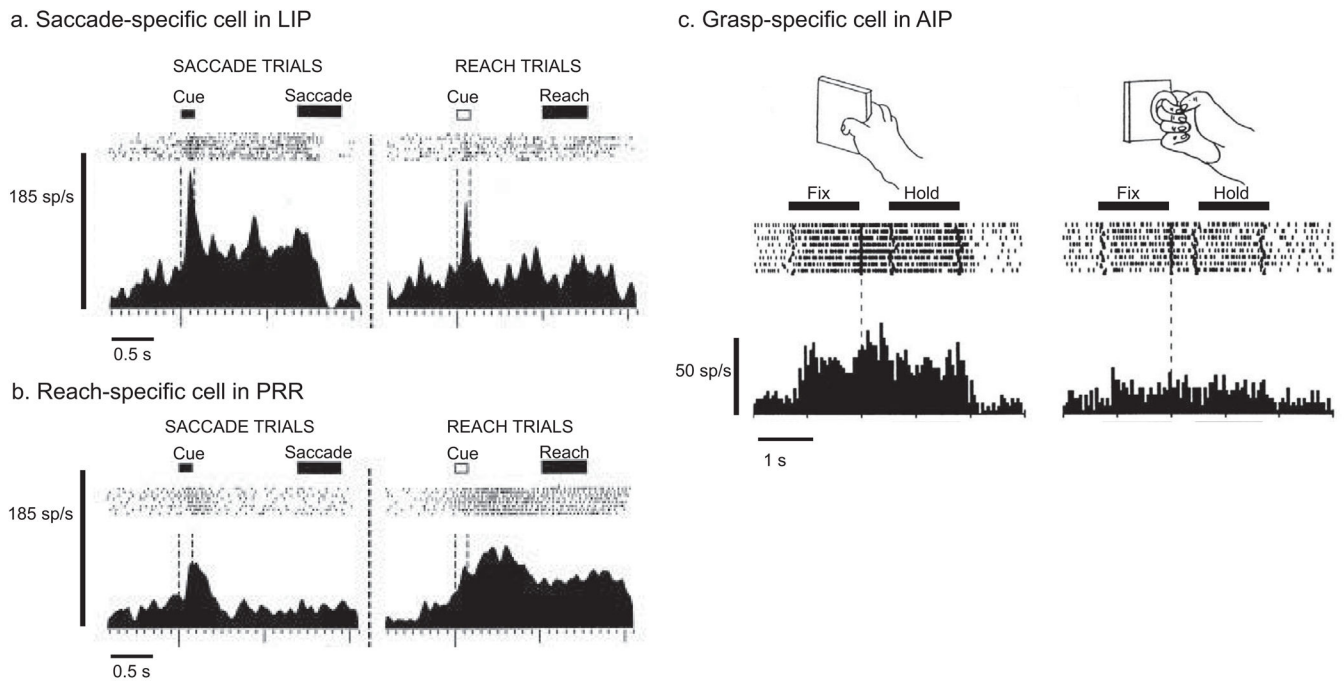 a. Saccade-specific cell in LIP
SACCADE TRIALS
REACH TRIALS
Cue
Saccade
Cue
Reach
185 sp/s
0.5 s
b. Reach-specific cell in PRR
SACCADE TRIALS
REACH TRIALS
Cue
Saccade
Cue
Reach
185 sp/s
0.5 s
c. Grasp-specific cell in AIP
Fix
Hold
Fix
Hold
50 sp/s
1 s